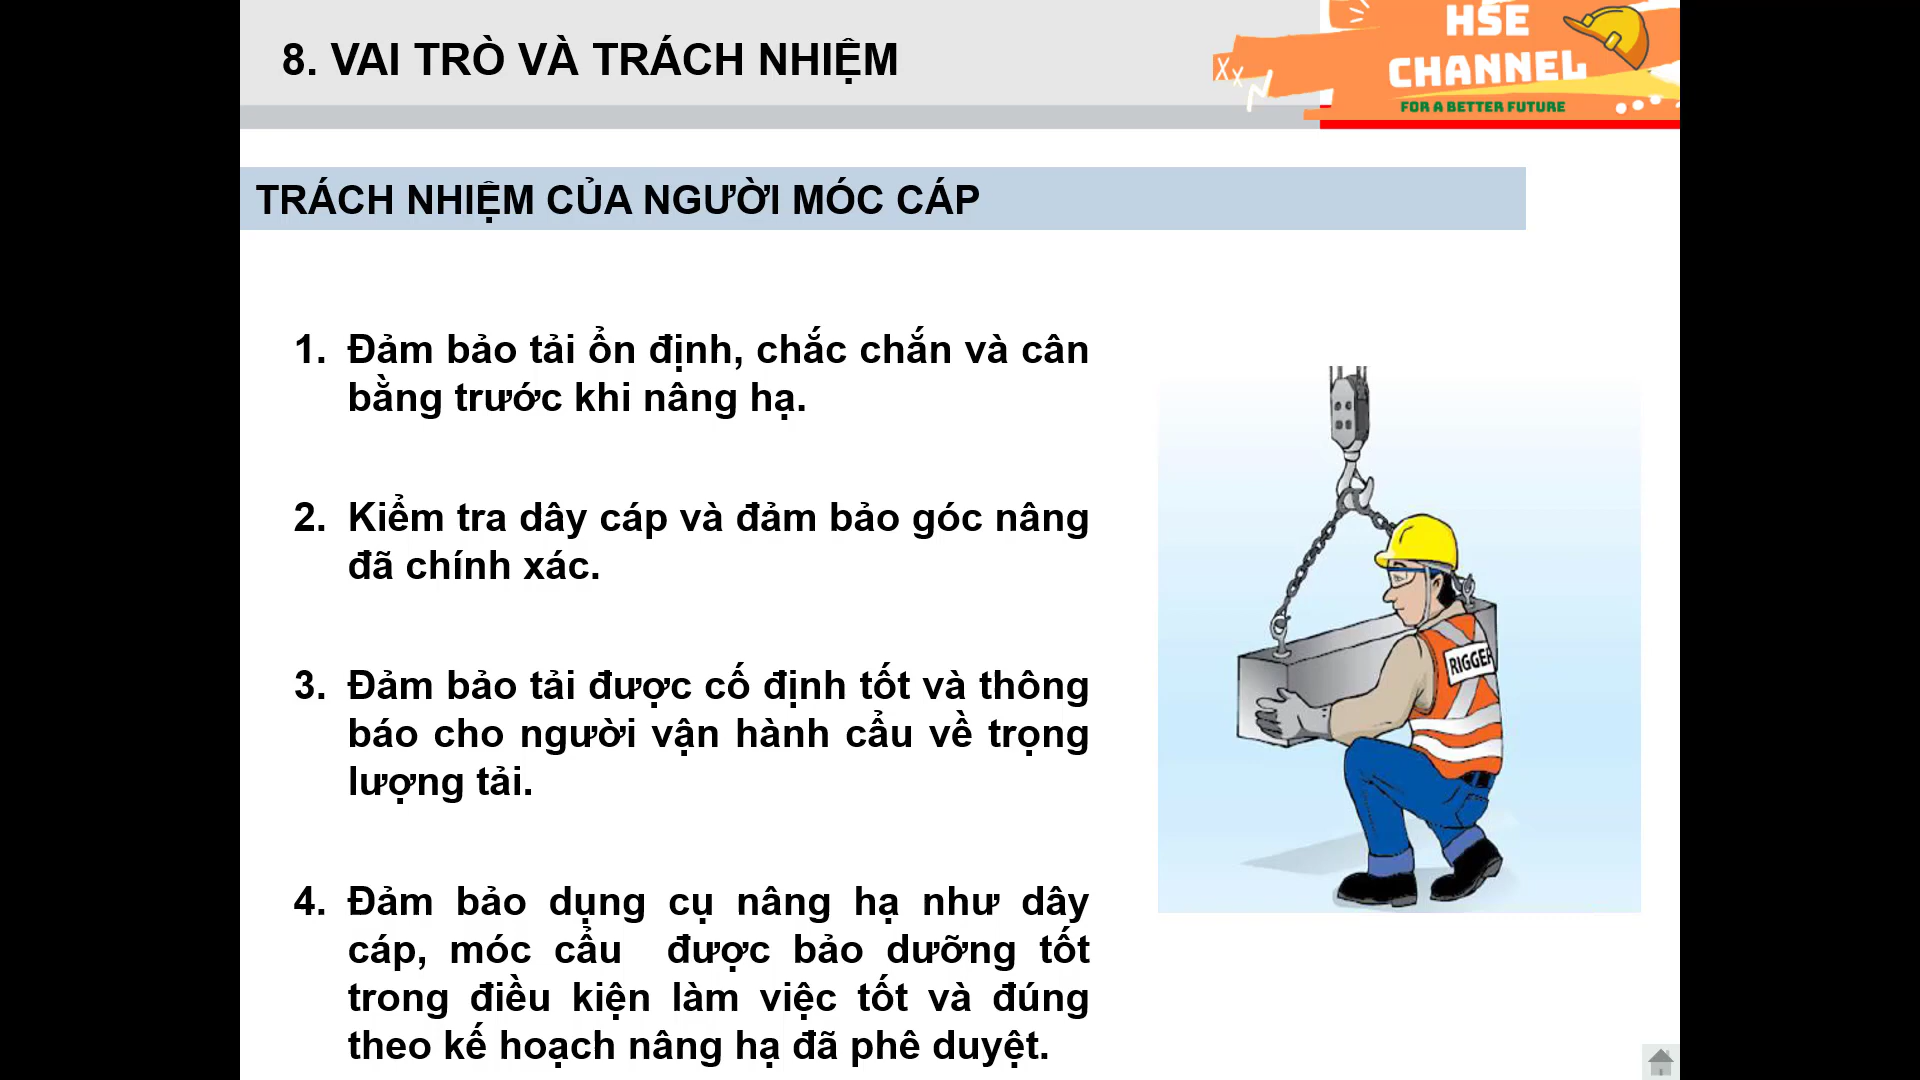 8. VAI TRÒ VÀ TRÁCH NHIỆM
HSE
CHANNEL
FOR A BETTER FUTURE
TRÁCH NHIỆM CỦA NGƯỜI MÓC CÁP
1. Đảm bảo tải ổn định, chắc chắn và cân
bằng trước khi nâng hạ.
2. Kiểm tra dây cáp và đảm bảo góc nâng
đã chính xác.
3. Đảm bảo tải được cố định tốt và thông
báo cho người vận hành cẩu về trọng
lượng tải.
4. Đảm bảo dụng cụ nâng hạ như dây
cáp, móc cẩu được bảo dưỡng tốt
trong điều kiện làm việc tốt và đúng
theo kế hoạch nâng hạ đã phê duyệt.
RIGGER